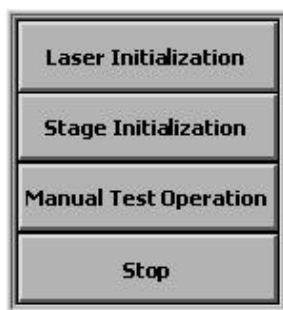 Laser Initialization
Stage Initialization
Manual Test Operation
Stop